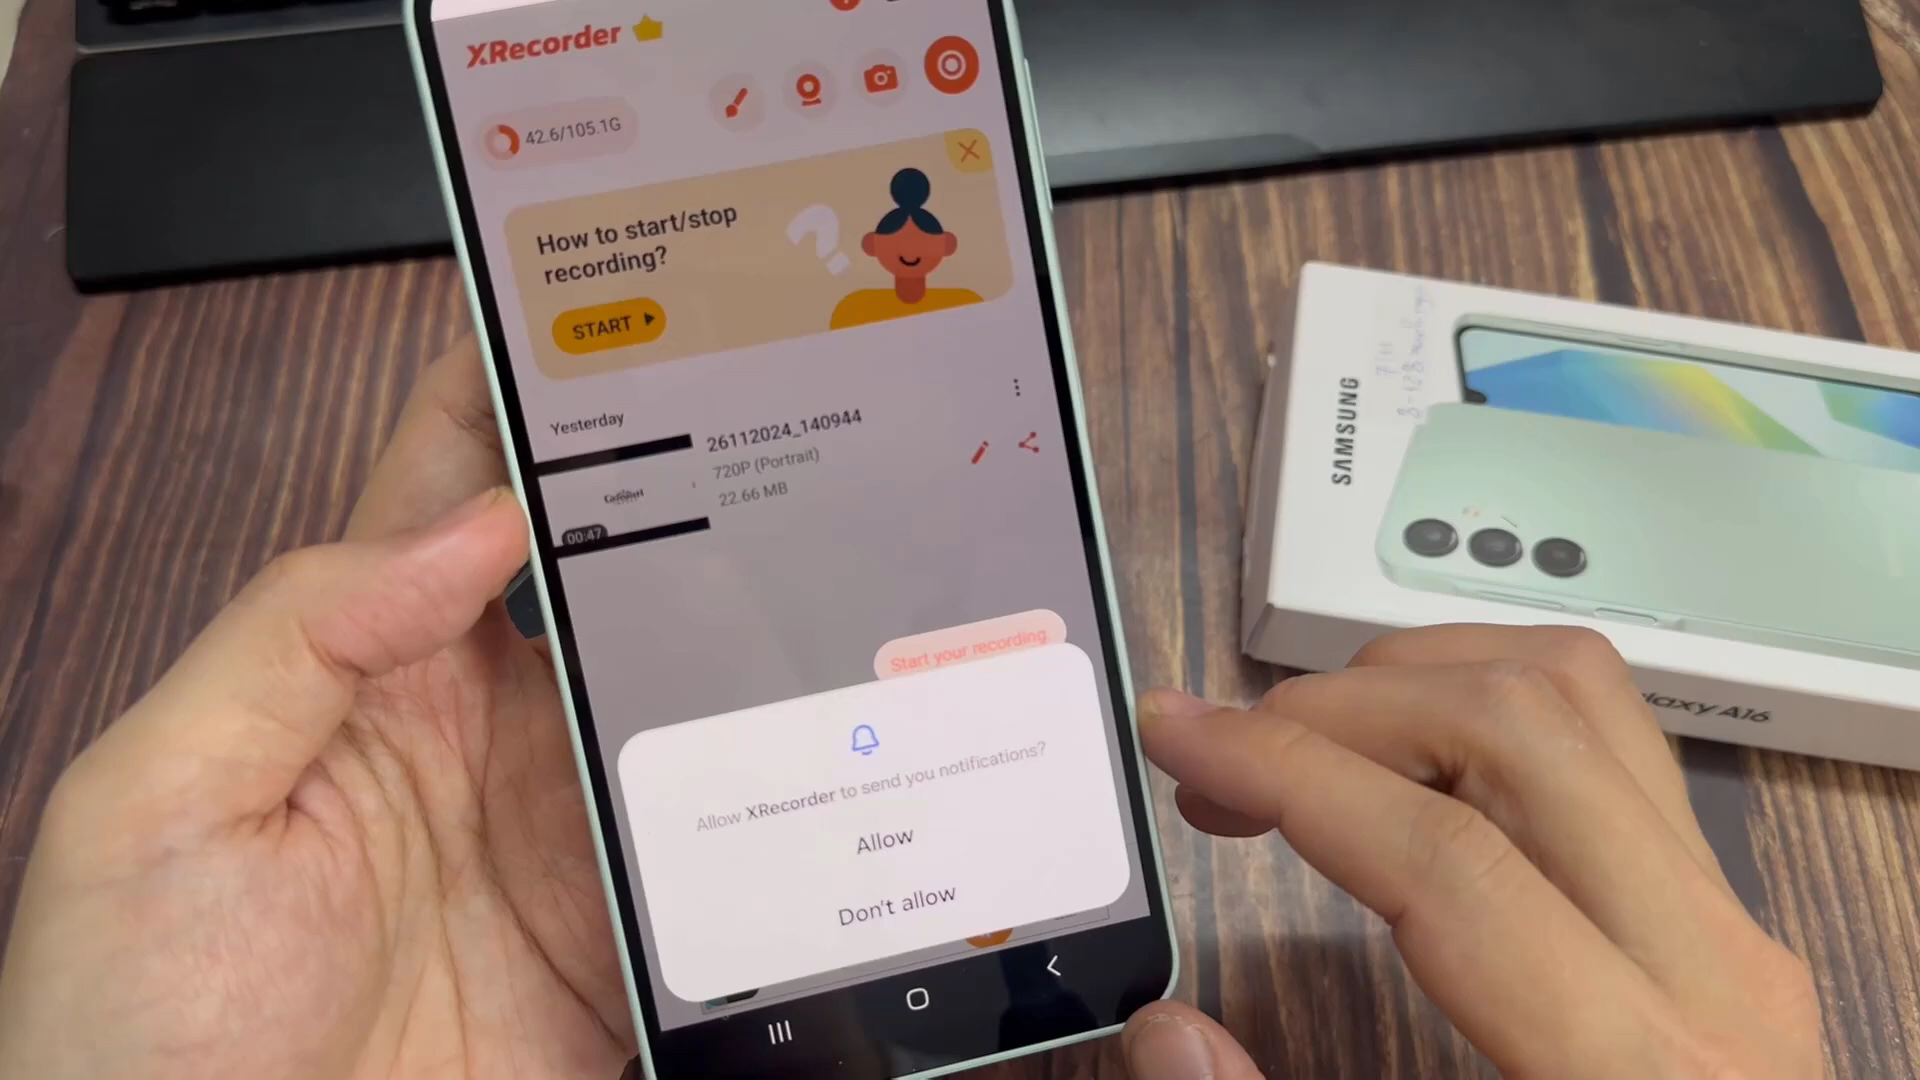 XRecorder
42.6/105.1G
How to start/stop
recording?
START
Yesterday
26112024_140944
720P (Portrait)
22.66 MB
00:47
Start your recording
Allow XRecorder to send you notifications?
Allow
Don't allow
SAMSUNG
laxy A16